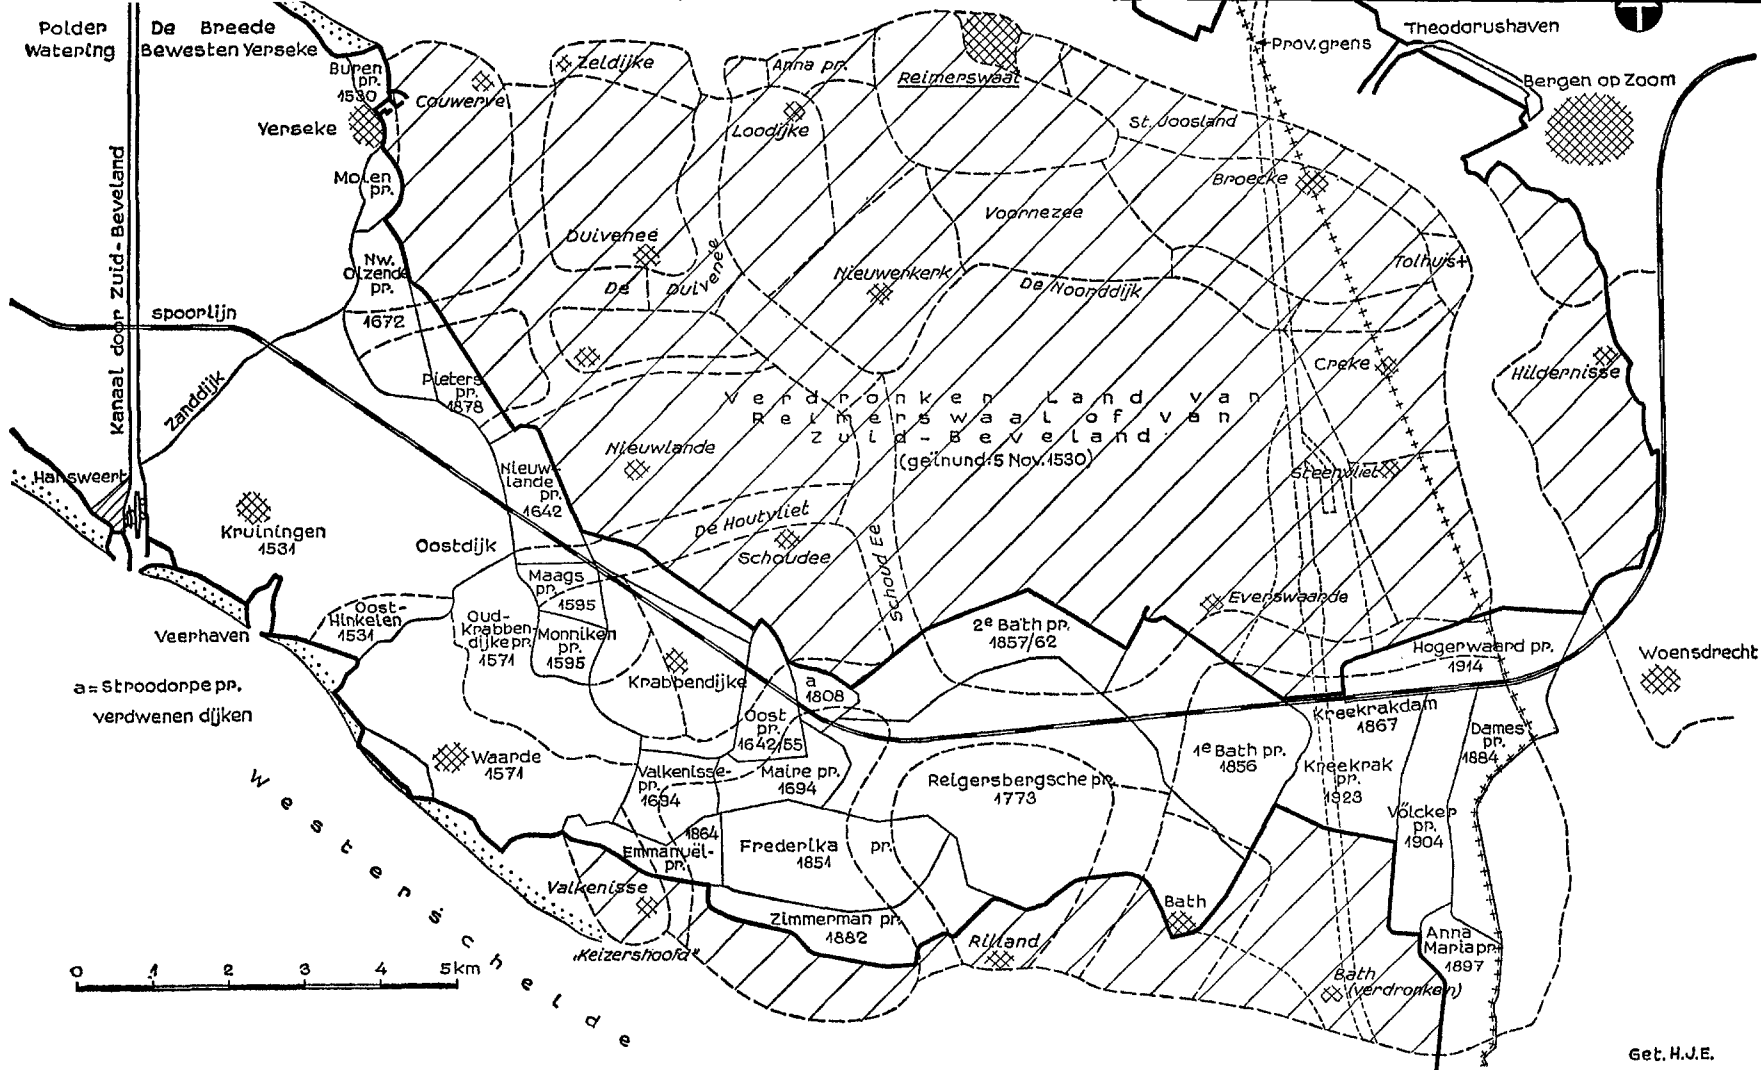 Polder
Watering
De Breede
Bewesten Yerseke
Buren
pr.
1530
Yerseke
Couwerve
Zeldijke
Anna pr.
Loodijke
Reimerswaal
Prov.grens
Theodorushaven
Bergen op Zoom
St. Joosland
Broecke
Molen
pr.
Voornezee
Duivenee
De Duivenee
Nieuwerkerk
De Noorddijk
Tolhuis+
Nw.
Olzende
pr.
1672
Kanaal door Zuid-Beveland
spoorlijn
Zanddijk
Pieters
pr.
1878
Creke
Hildernisse
Verdronken Land van
Reimerswaal of van
Zuid-Beveland
(geïnund: 5 Nov. 1530)
Steenvliet
Nieuwlande
Nieuw-
lande
pr.
1642
Hansweert
Kruiningen
1531
Oostdijk
De Houtvliet
Schoudee
Schoud Ee
Maags
pr.
1595
Everswaarde
Oost-
Hinkelen
1531
Oud-
Krabben-
dijke pr.
1571
Monniken
pr.
1595
Veerhaven
2e Bath pr.
1857/62
Hogerwaard pr.
1914
Woensdrecht
Krabbendijke
a
1808
a = Stroodorpe pr.
verdwenen dijken
Oost
pr.
1642/55
Kreekrakdam
1867
Dames
pr.
1884
Waarde
1571
Valkenisse-
pr.
1694
Maire pr.
1694
Reigersbergsche pr.
1773
1e Bath pr.
1856
Kreekrak
pr.
1923
Völcker
pr.
1904
1864
Emmanuël-
pr.
Frederika pr.
1851
Westerschelde
Valkenisse
Zimmerman pr.
1882
Bath
"Keizershoofd"
Rilland
Anna
Maria pr.
1897
Bath
(verdronken)
0 1 2 3 4 5 km
Get. H.J.E.